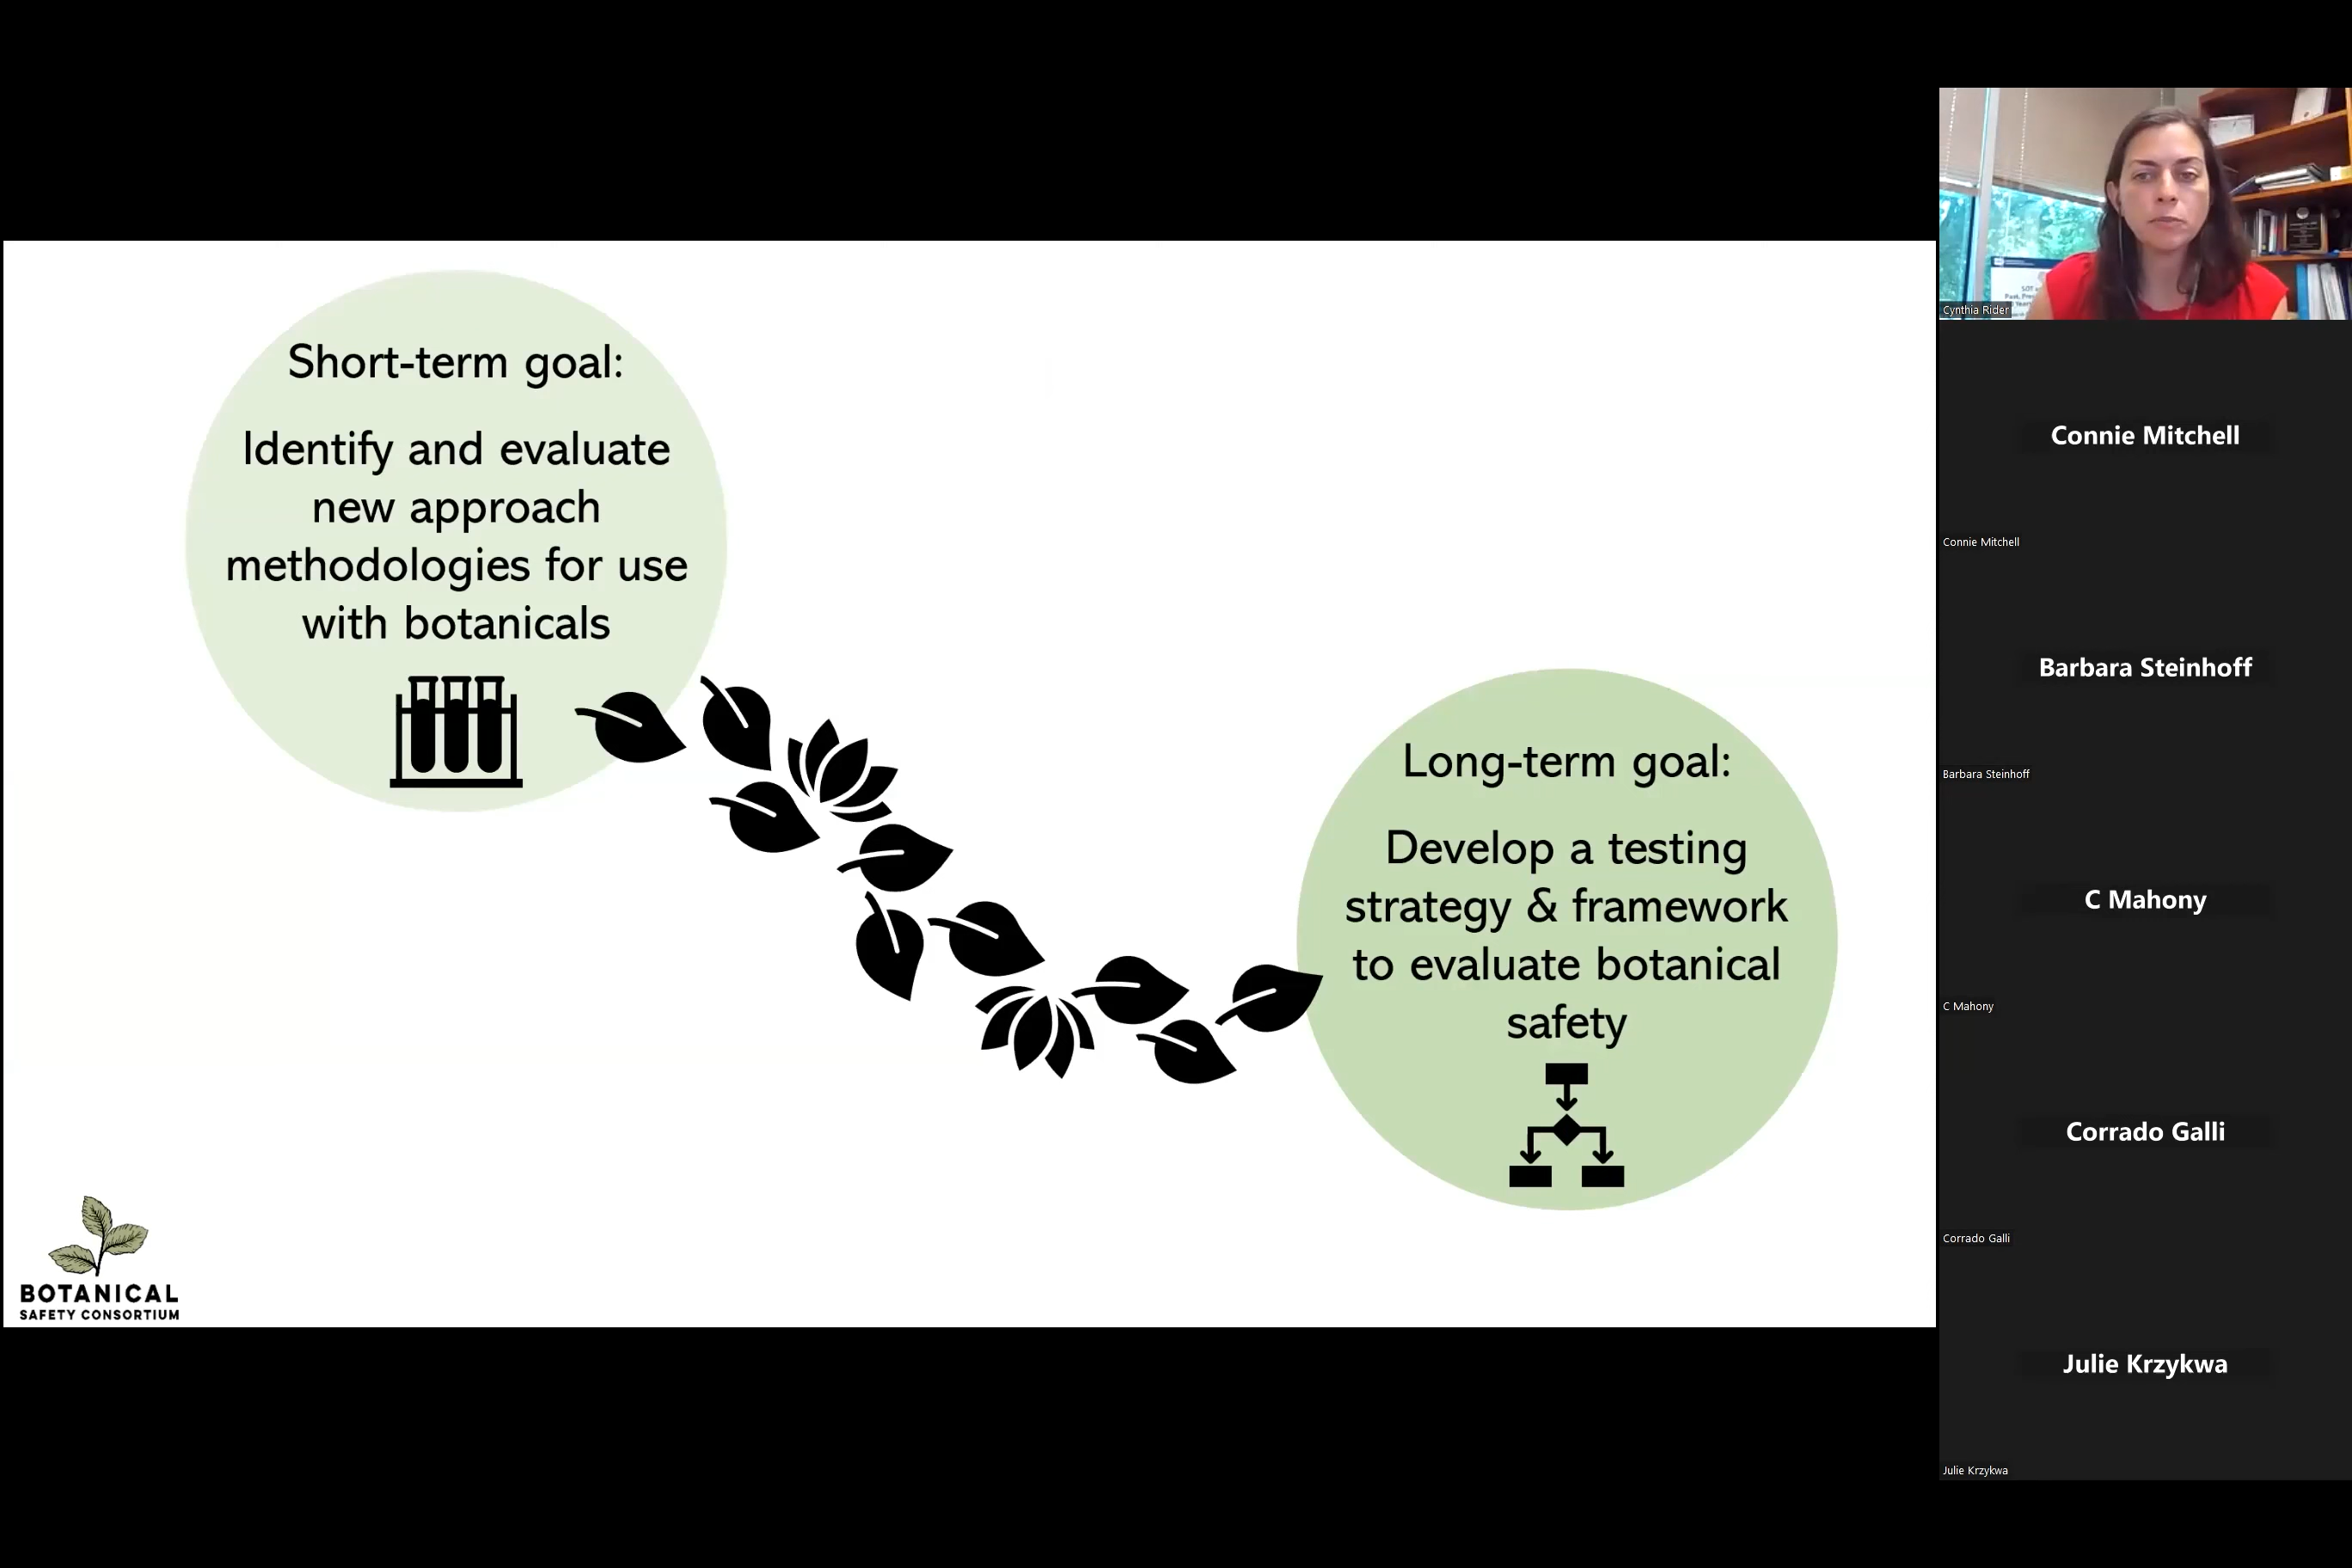 Short-term goal:
Identify and evaluate
new approach
methodologies for use
with botanicals
Long-term goal:
Develop a testing
strategy & framework
to evaluate botanical
safety
BOTANICAL
SAFETY CONSORTIUM
Cynthia Rider
Connie Mitchell
Connie Mitchell
Barbara Steinhoff
Barbara Steinhoff
C Mahony
C Mahony
Corrado Galli
Corrado Galli
Julie Krzykwa
Julie Krzykwa